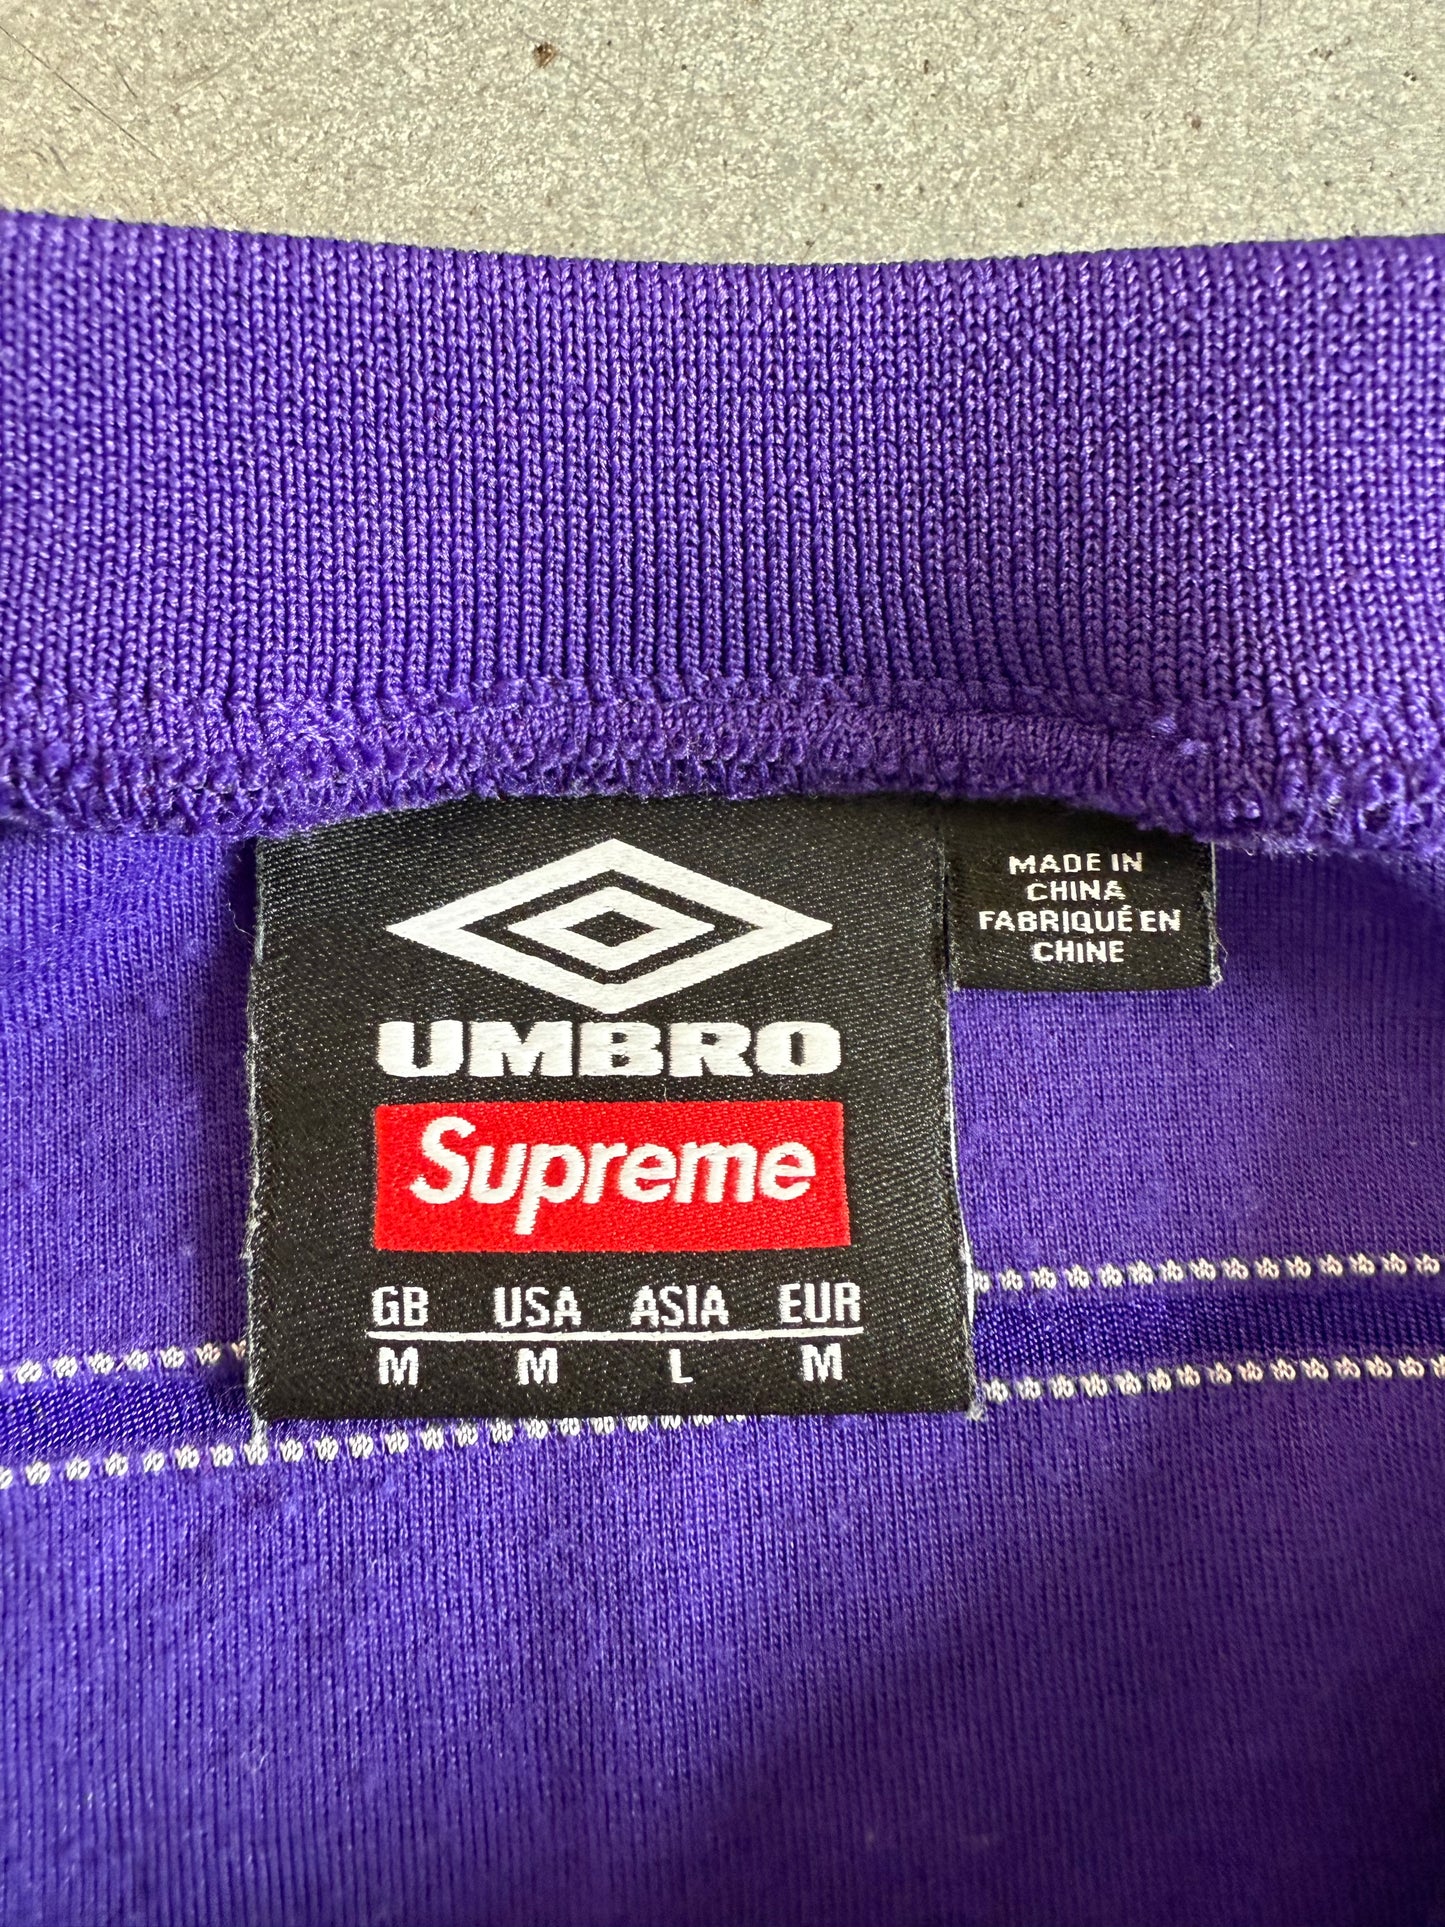 UMBRO
Supreme
GB USA ASIA EUR
M M L M
MADE IN
CHINA
FABRIQUÉ EN
CHINE